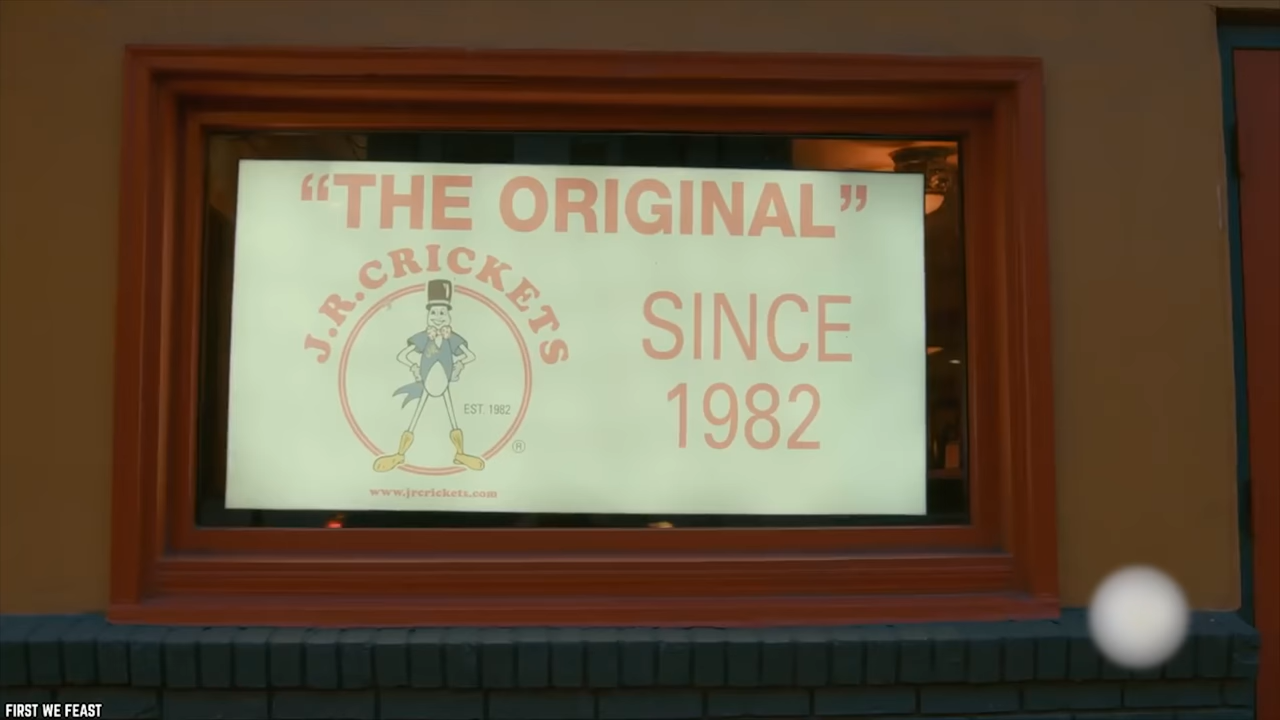 “THE ORIGINAL”
J.R.CRICKETS
SINCE
1982
EST. 1982
®
www.jrcrickets.com
FIRST WE FEAST